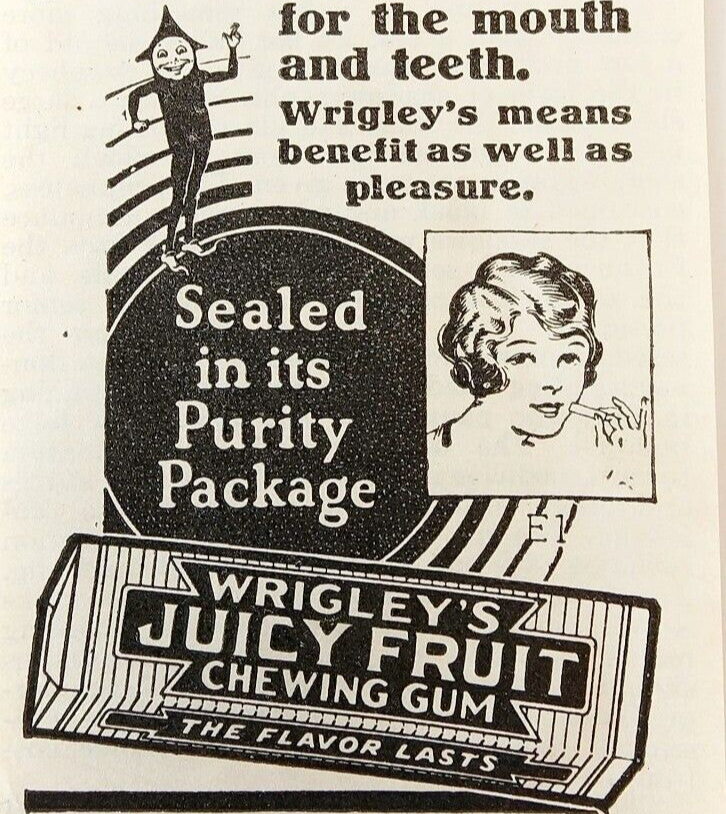 for the mouth
and teeth.
Wrigley's means
benefit as well as
pleasure.
Sealed
in its
Purity
Package
E1
WRIGLEY'S
JUICY FRUIT
CHEWING GUM
THE FLAVOR LASTS